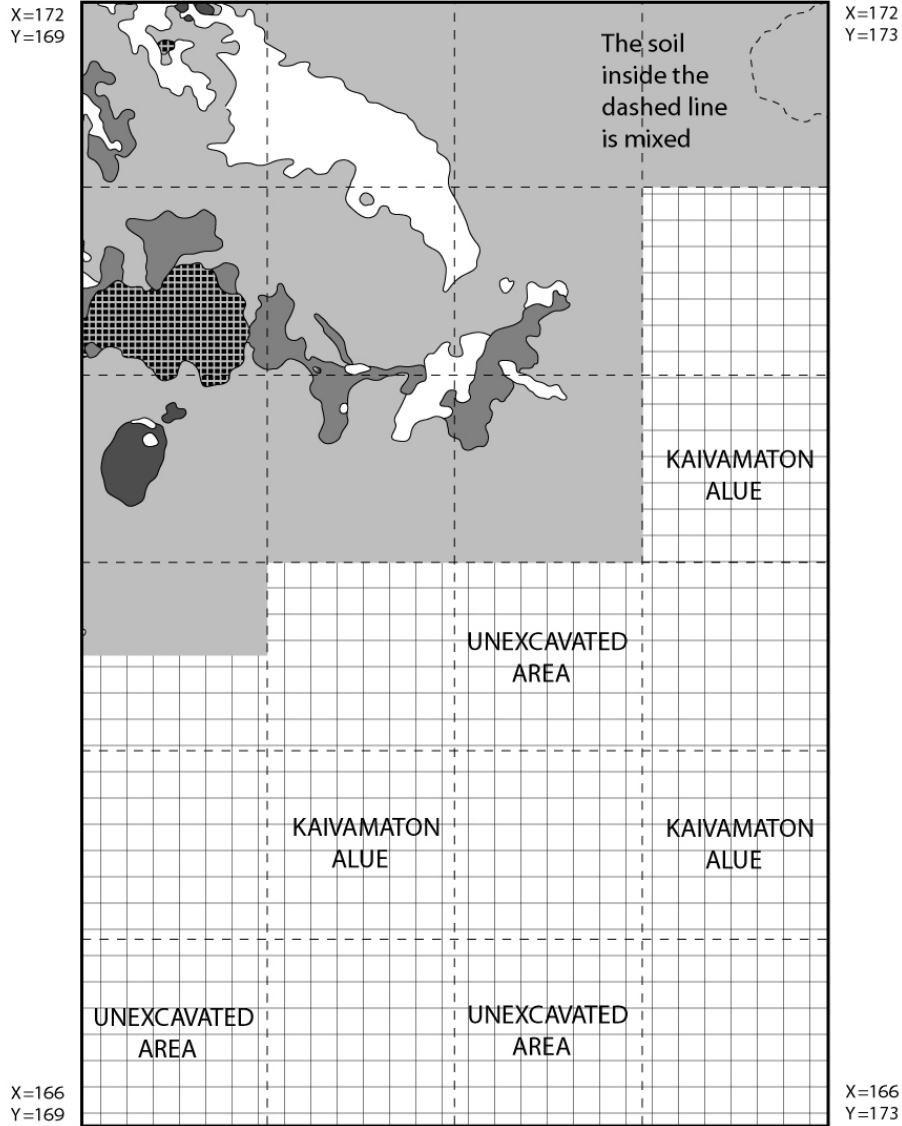 X=172
Y=169
X=172
Y=173
The soil
inside the
dashed line
is mixed
KAIVAMATON
ALUE
UNEXCAVATED
AREA
KAIVAMATON
ALUE
KAIVAMATON
ALUE
UNEXCAVATED
AREA
UNEXCAVATED
AREA
X=166
Y=169
X=166
Y=173